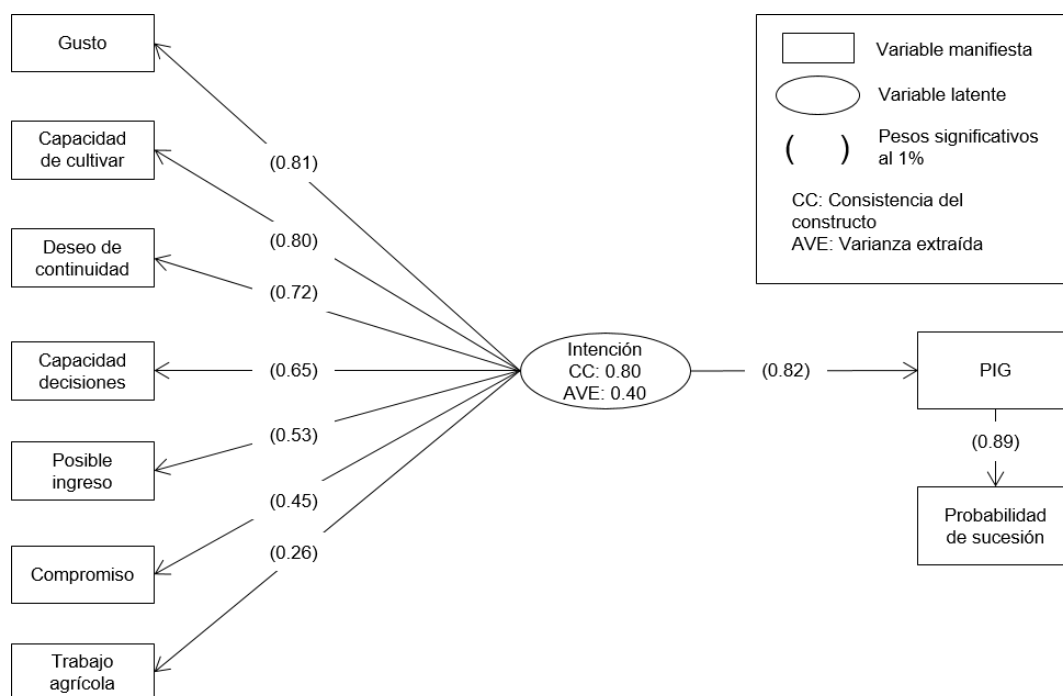 Gusto
Capacidad
de cultivar
Deseo de
continuidad
Capacidad
decisiones
Posible
ingreso
Compromiso
Trabajo
agrícola
(0.81)
(0.80)
(0.72)
(0.65)
(0.53)
(0.45)
(0.26)
Intención
CC: 0.80
AVE: 0.40
(0.82)
PIG
(0.89)
Probabilidad
de sucesión
Variable manifiesta
Variable latente
( ) Pesos significativos
al 1%
CC: Consistencia del
constructo
AVE: Varianza extraída